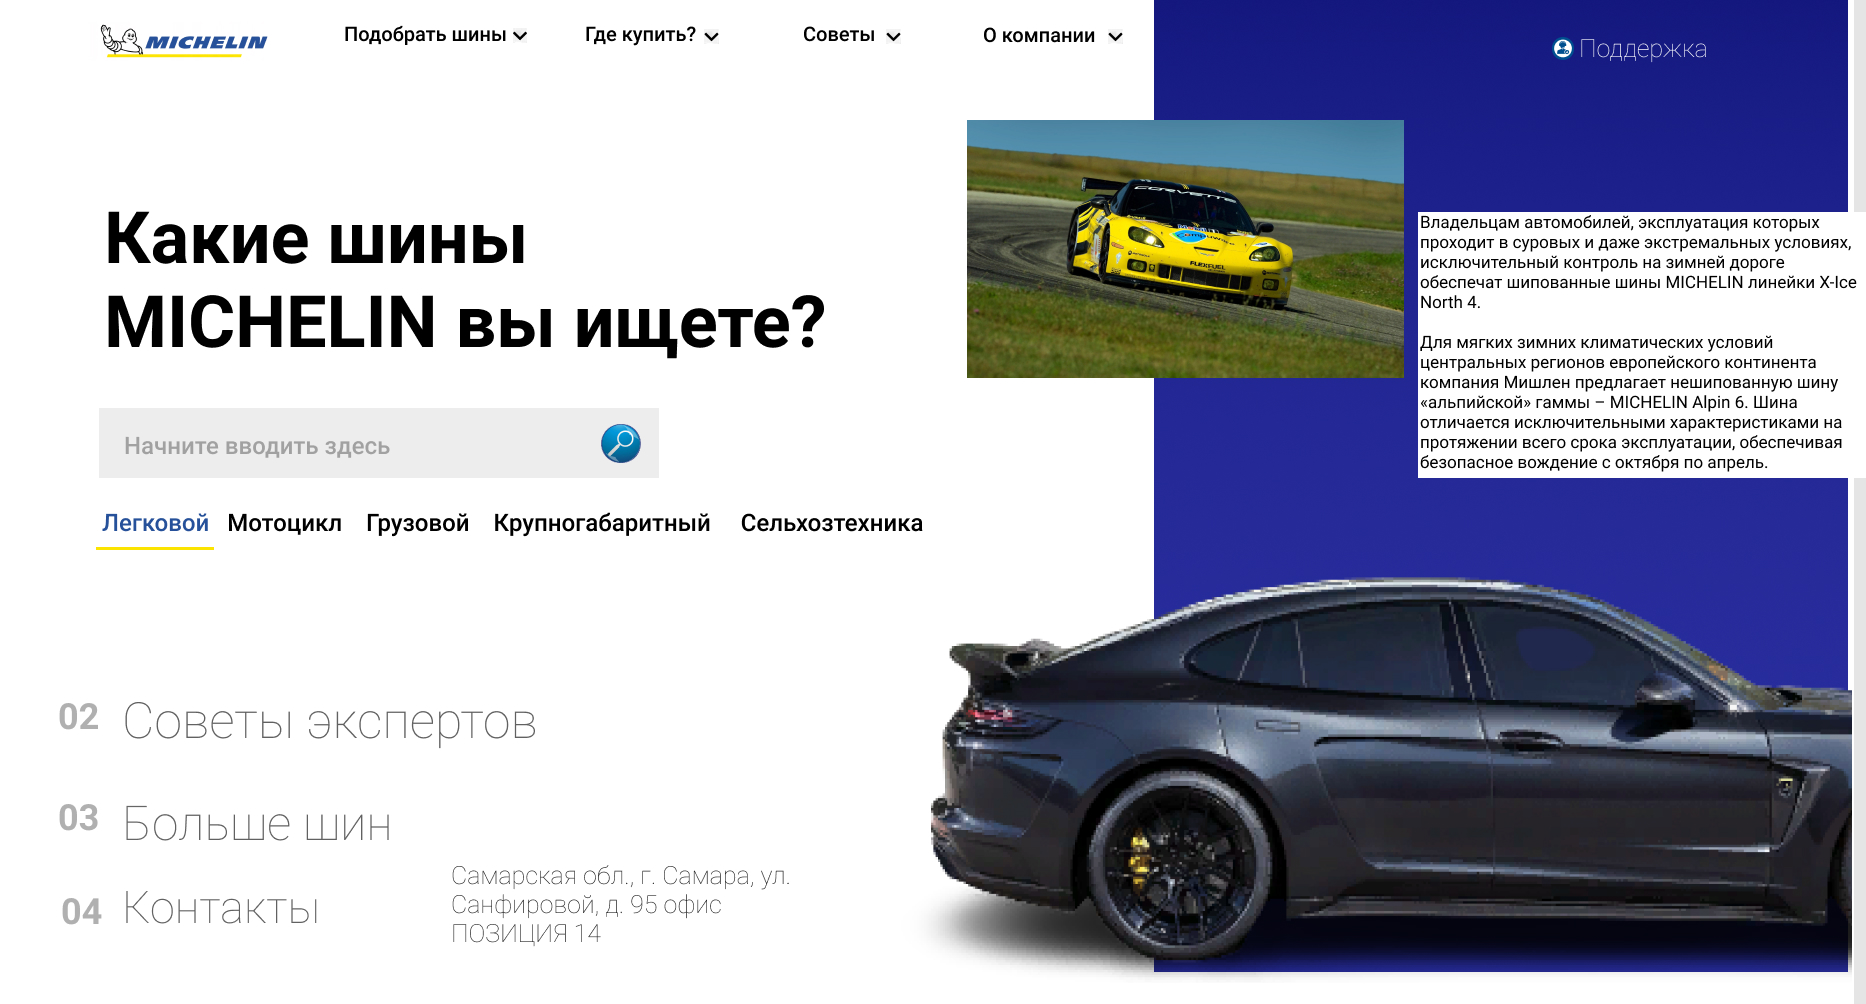 MICHELIN
Подобрать шины
Где купить?
Советы
О компании
Поддержка
Какие шины
MICHELIN вы ищете?
Начните вводить здесь
Легковой
Мотоцикл
Грузовой
Крупногабаритный
Сельхозтехника
CORVETTE
FLEXFUEL
Владельцам автомобилей, эксплуатация которых
проходит в суровых и даже экстремальных условиях,
исключительный контроль на зимней дороге
обеспечат шипованные шины MICHELIN линейки X-Ice
North 4.
Для мягких зимних климатических условий
центральных регионов европейского континента
компания Мишлен предлагает нешипованную шину
«альпийской» гаммы – MICHELIN Alpin 6. Шина
отличается исключительными характеристиками на
протяжении всего срока эксплуатации, обеспечивая
безопасное вождение с октября по апрель.
02 Советы экспертов
03 Больше шин
04 Контакты
Самарская обл., г. Самара, ул.
Санфировой, д. 95 офис
ПОЗИЦИЯ 14